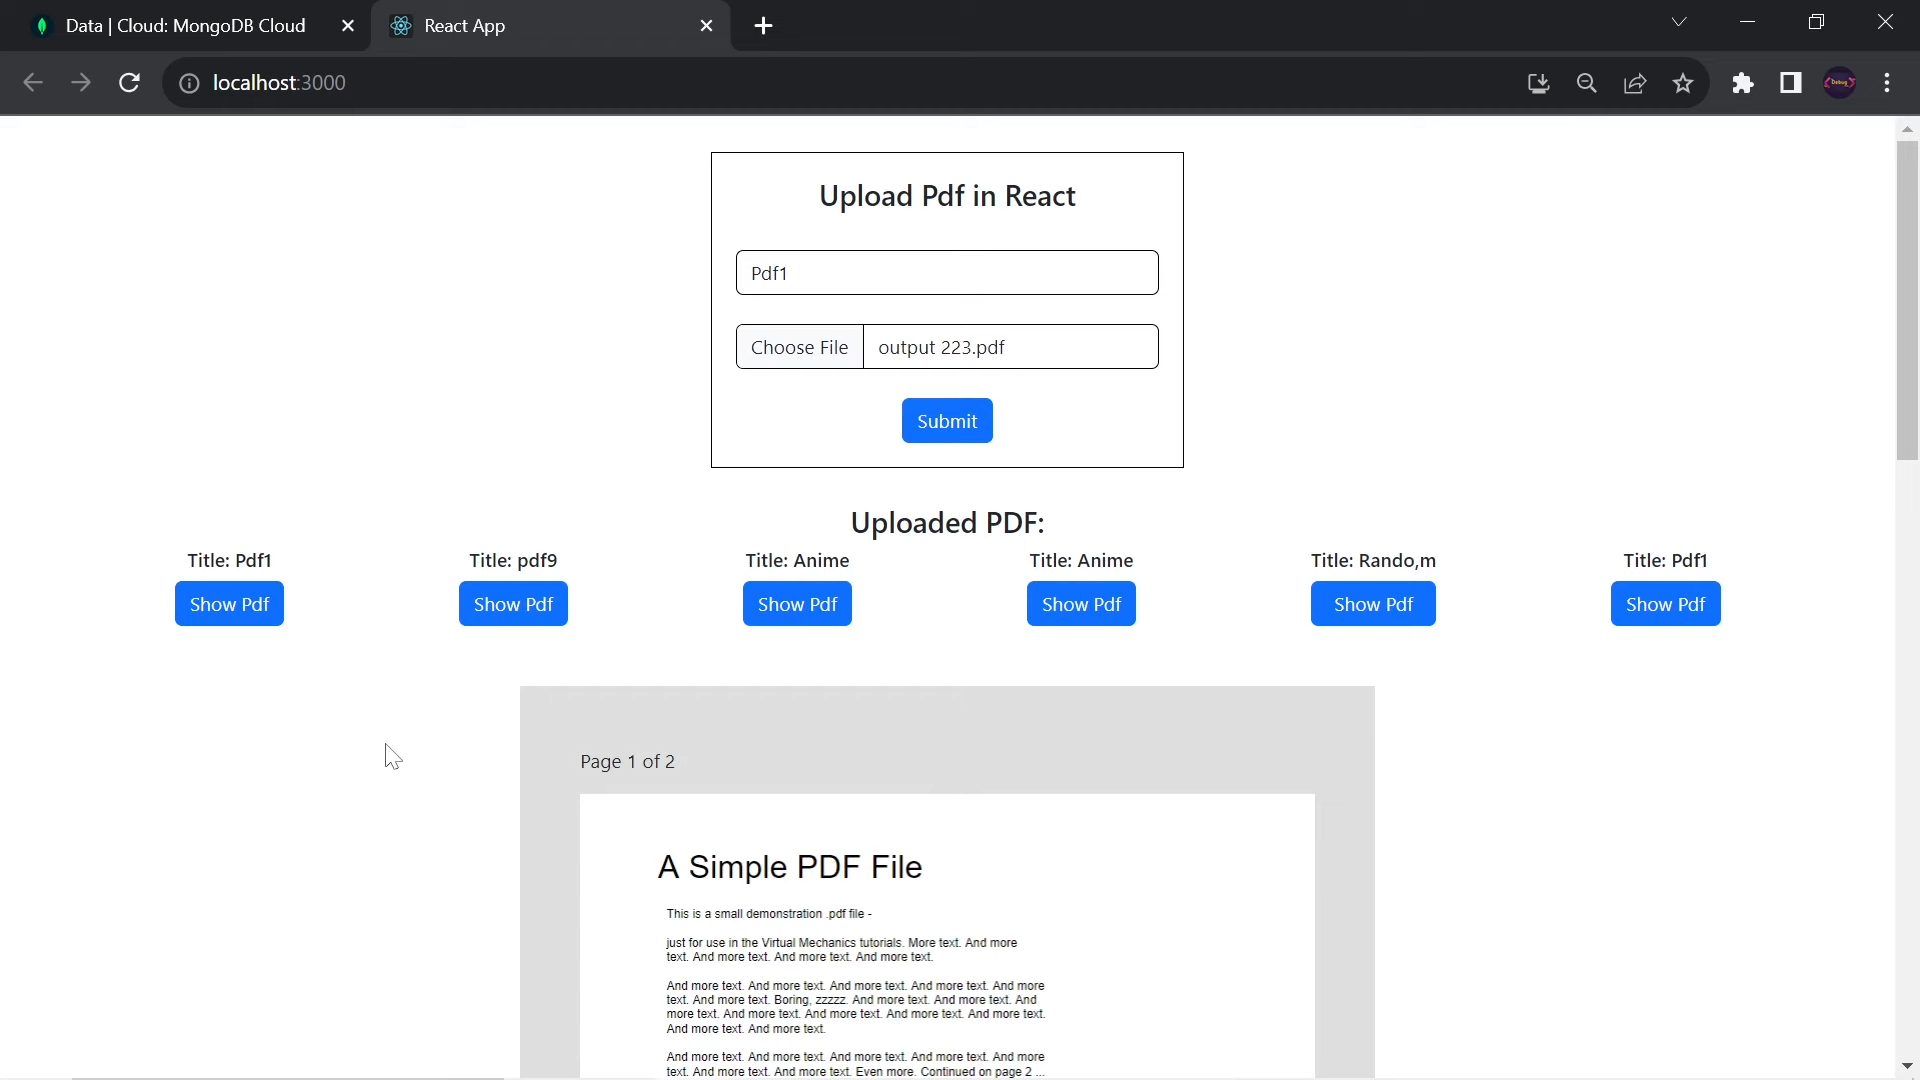 Data | Cloud: MongoDB Cloud
React App
localhost:3000
Debug
Upload Pdf in React
Pdf1
Choose File
output 223.pdf
Submit
Uploaded PDF:
Title: Pdf1
Show Pdf
Title: pdf9
Show Pdf
Title: Anime
Show Pdf
Title: Anime
Show Pdf
Title: Rando,m
Show Pdf
Title: Pdf1
Show Pdf
Page 1 of 2
A Simple PDF File
This is a small demonstration .pdf file -
just for use in the Virtual Mechanics tutorials. More text. And more
text. And more text. And more text. And more text.
And more text. And more text. And more text. And more text. And more
text. And more text. Boring, zzzzz. And more text. And more text. And
more text. And more text. And more text. And more text. And more text.
And more text. And more text.
And more text. And more text. And more text. And more text. And more
text. And more text. And more text. Even more. Continued on page 2 ...